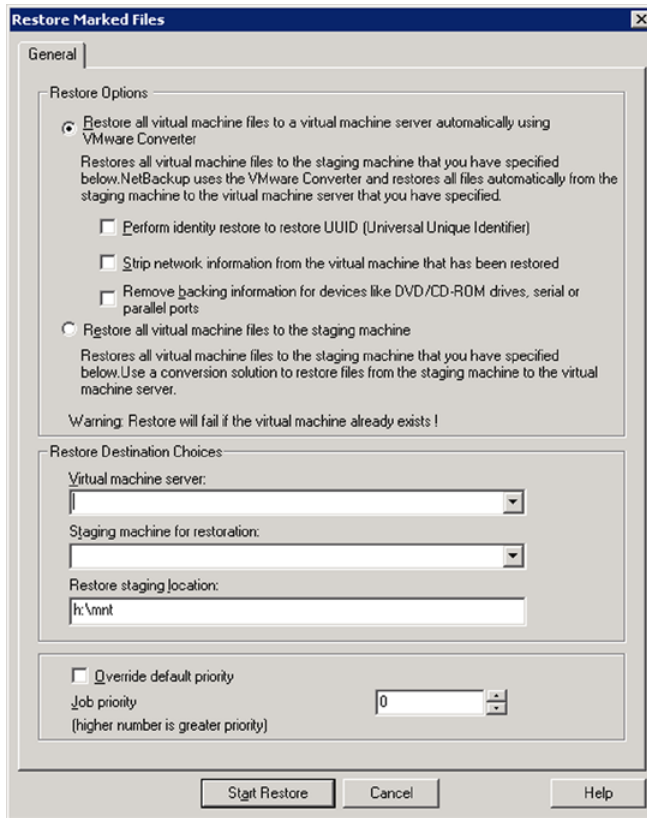 Restore Marked Files
General
Restore Options
Restore all virtual machine files to a virtual machine server automatically using
VMware Converter
Restores all virtual machine files to the staging machine that you have specified
below.NetBackup uses the VMware Converter and restores all files automatically from the
staging machine to the virtual machine server that you have specified.
Perform identity restore to restore UUID (Universal Unique Identifier)
Strip network information from the virtual machine that has been restored
Remove backing information for devices like DVD/CD-ROM drives, serial or
parallel ports
Restore all virtual machine files to the staging machine
Restores all virtual machine files to the staging machine that you have specified
below.Use a conversion solution to restore files from the staging machine to the virtual
machine server.
Warning: Restore will fail if the virtual machine already exists !
Restore Destination Choices
Virtual machine server:
Staging machine for restoration:
Restore staging location:
h:\mnt
Override default priority
Job priority
0
(higher number is greater priority)
Start Restore
Cancel
Help